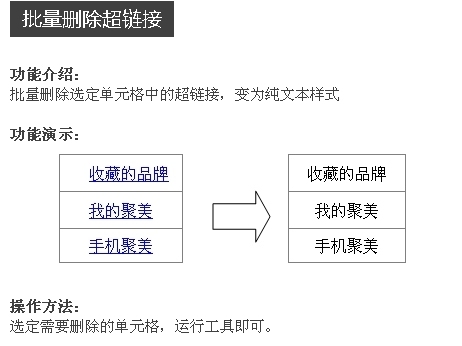 批量删除超链接
功能介绍：
批量删除选定单元格中的超链接，变为纯文本样式
功能演示：
收藏的品牌 收藏的品牌
我的聚美 我的聚美
手机聚美 手机聚美
操作方法：
选定需要删除的单元格，运行工具即可。